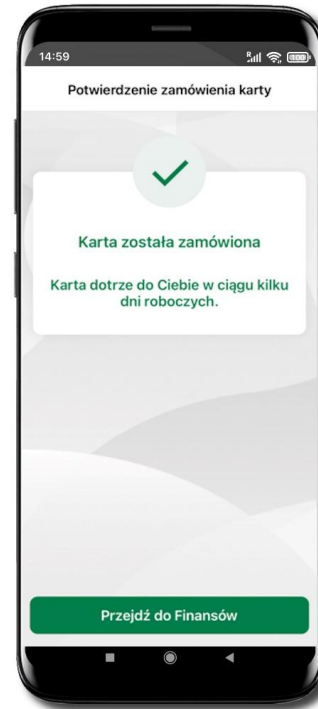 14:59
R 100
Potwierdzenie zamówienia karty
Karta została zamówiona
Karta dotrze do Ciebie w ciągu kilku
dni roboczych.
Przejdź do Finansów